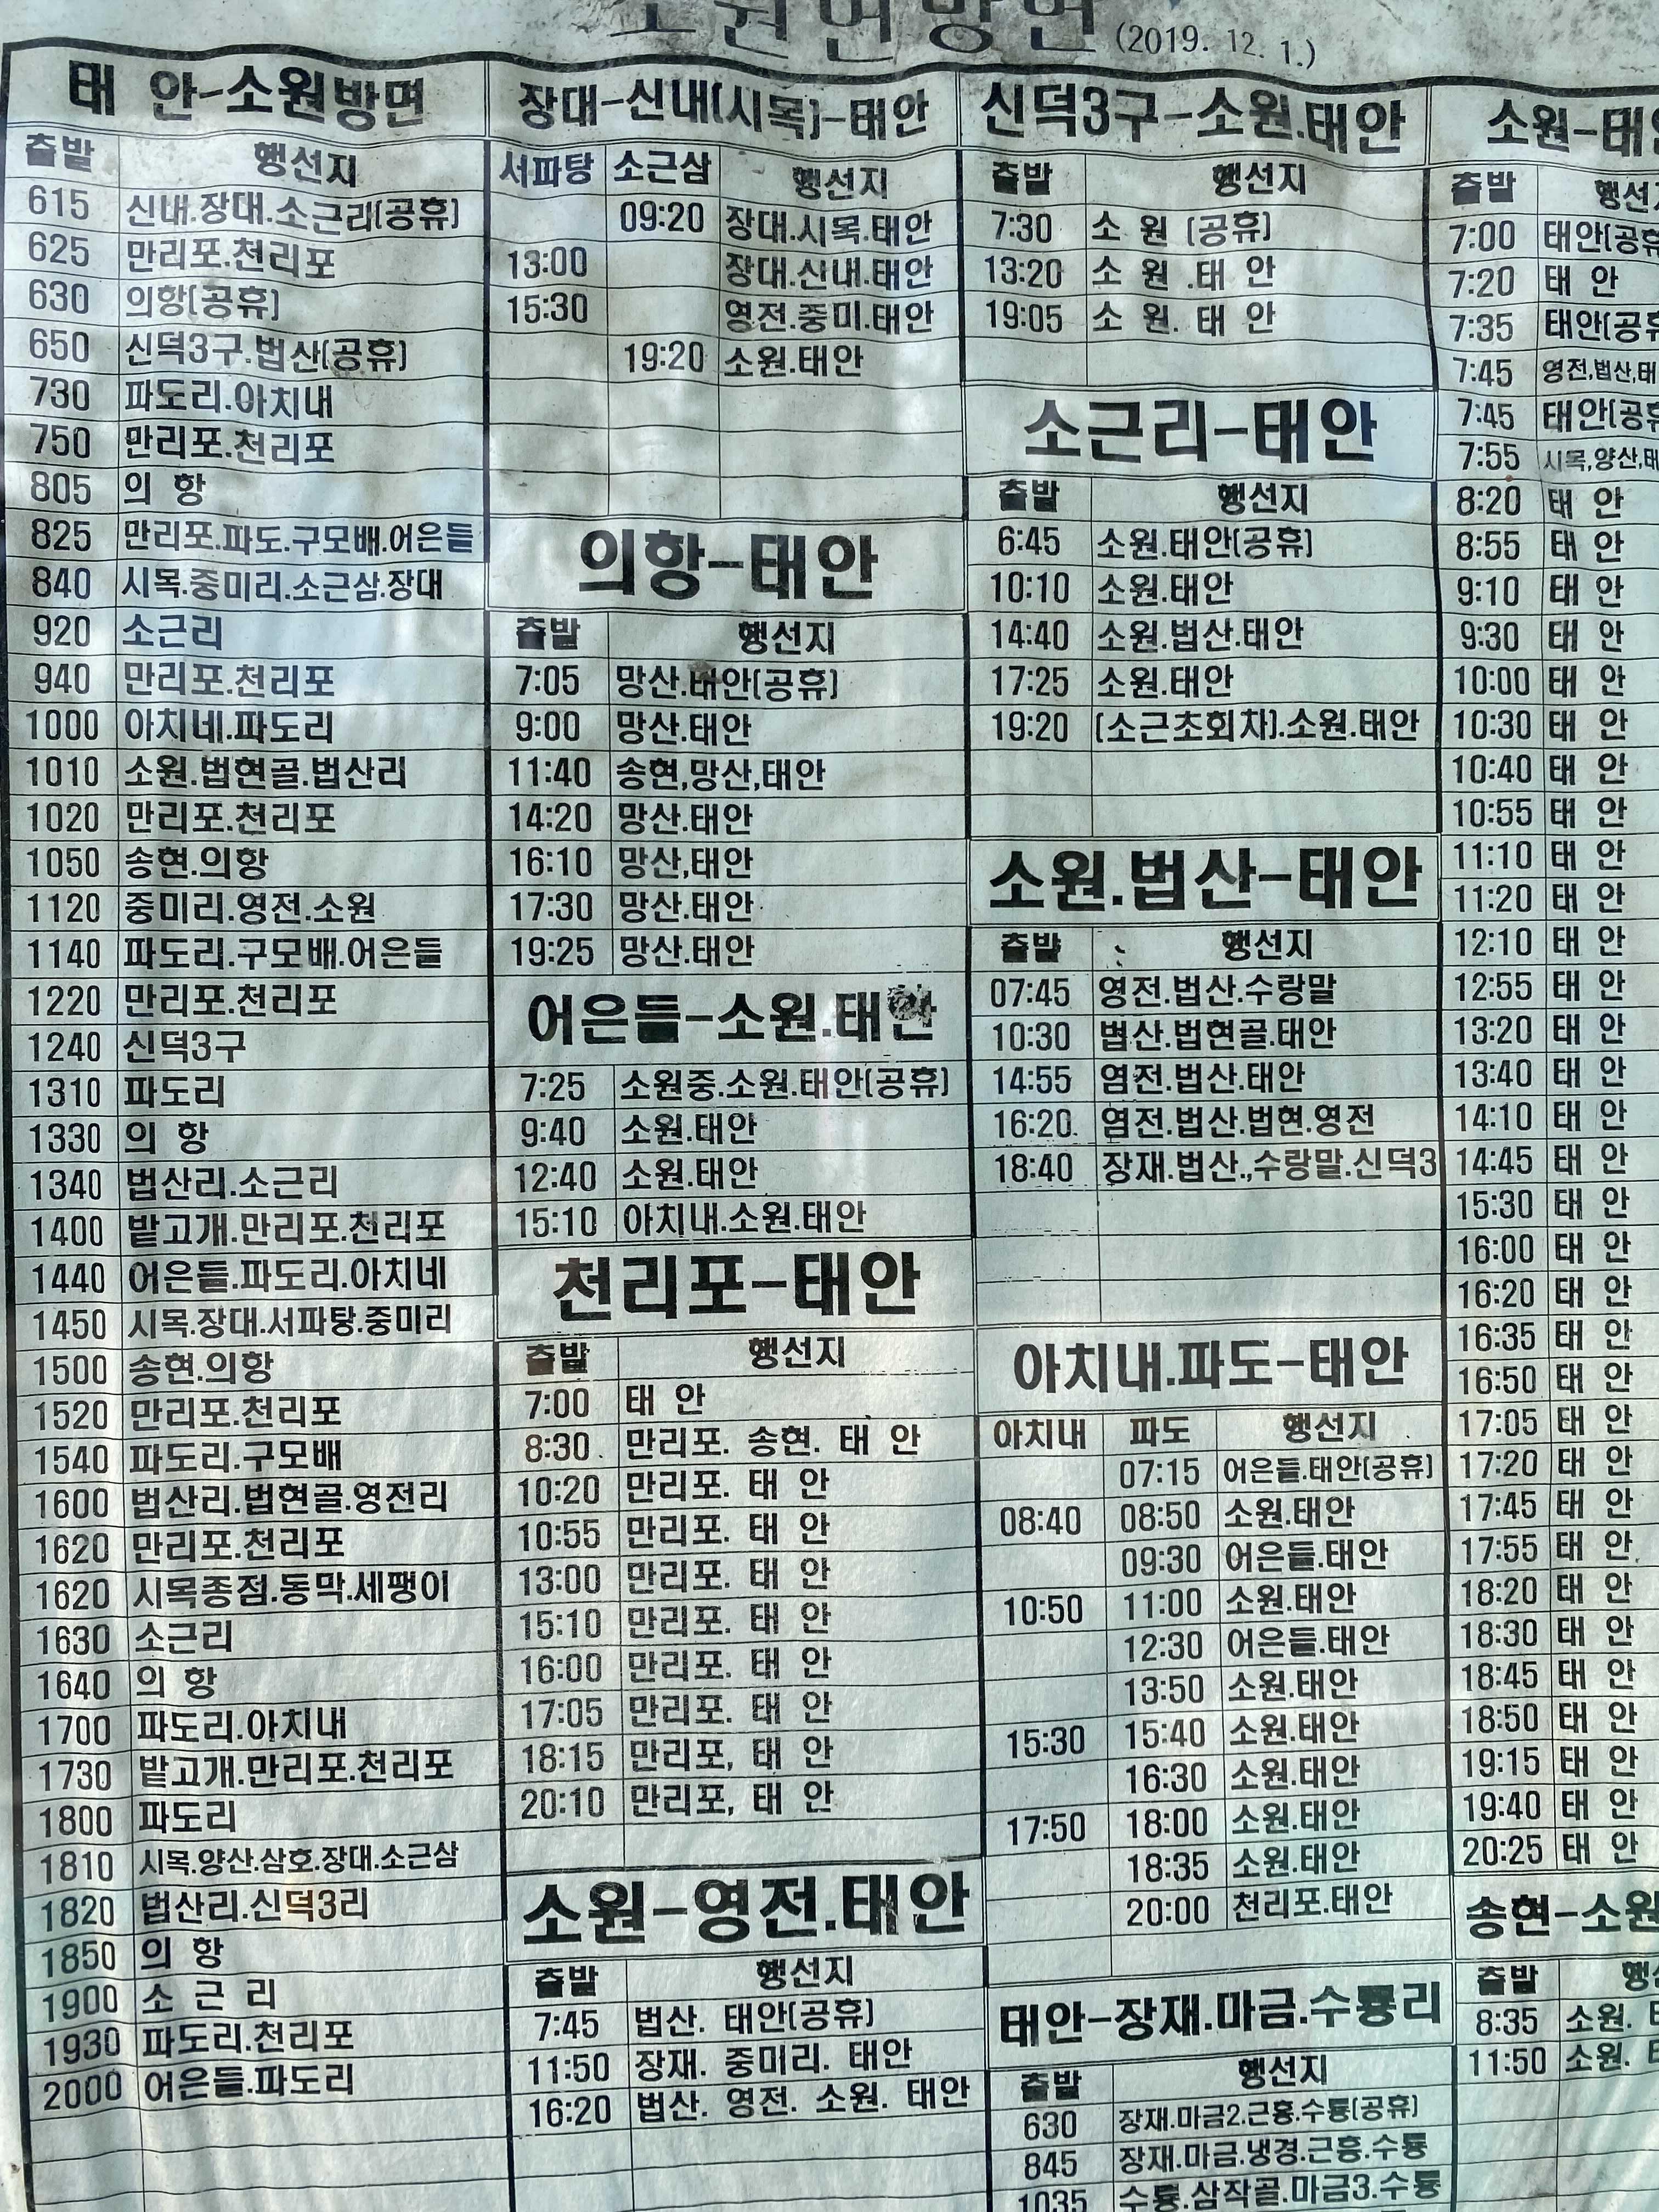 소원면방면 (2019. 12. 1.)
태 안-소원방면
출발 행선지
615 신내.장대.소근리(공휴)
625 만리포.천리포
630 의항(공휴)
650 신덕3구.법산(공휴)
730 파도리.아치내
750 만리포.천리포
805 의 항
825 만리포.파도.구모배.어은들
840 시목.중미리.소근삼.장대
920 소근리
940 만리포.천리포
1000 아치네.파도리
1010 소원.법현골.법산리
1020 만리포.천리포
1050 송현.의항
1120 중미리.영전.소원
1140 파도리.구모배.어은들
1220 만리포.천리포
1240 신덕3구
1310 파도리
1330 의 항
1340 법산리.소근리
1400 밭고개.만리포.천리포
1440 어은들.파도리.아치네
1450 시목.장대.서파탕.중미리
1500 송현.의항
1520 만리포.천리포
1540 파도리.구모배
1600 법산리.법현골.영전리
1620 만리포.천리포
1620 시목종점.동막.세팽이
1630 소근리
1640 의 항
1700 파도리.아치내
1730 밭고개.만리포.천리포
1800 파도리
1810 시목.양산.삼호.장대.소근삼
1820 법산리.신덕3리
1850 의 항
1900 소 근 리
1930 파도리.천리포
2000 어은들.파도리
장대-신내(시목)-태안
서파탕 소근삼 행선지
09:20 장대.시목.태안
13:00 장대.산내.태안
15:30 영전.중미.태안
19:20 소원.태안
의항-태안
출발 행선지
7:05 망산.태안(공휴)
9:00 망산.태안
11:40 송현,망산,태안
14:20 망산.태안
16:10 망산,태안
17:30 망산.태안
19:25 망산.태안
어은들-소원.태안
7:25 소원중.소원.태안(공휴)
9:40 소원.태안
12:40 소원.태안
15:10 아치내.소원.태안
천리포-태안
출발 행선지
7:00 태 안
8:30. 만리포. 송현. 태 안
10:20 만리포. 태 안
10:55 만리포. 태 안
13:00 만리포. 태 안
15:10 만리포. 태 안
16:00 만리포. 태 안
17:05 만리포. 태 안
18:15 만리포, 태 안
20:10 만리포, 태 안
소원-영전.태안
출발 행선지
7:45 법산. 태안(공휴)
11:50 장재. 중미리. 태안
16:20 법산. 영전. 소원. 태안
신덕3구-소원.태안
출발 행선지
7:30 소 원 (공휴)
13:20 소 원 .태 안
19:05 소 원. 태 안
소근리-태안
출발 행선지
6:45 소원.태안(공휴)
10:10 소원.태안
14:40 소원.법산.태안
17:25 소원.태안
19:20 (소근초회차).소원.태안
소원.법산-태안
출발 행선지
07:45 영전.법산.수랑말
10:30 법산.법현골.태안
14:55 염전.법산.태안
16:20. 염전.법산.법현.영전
18:40 장재.법산.,수랑말.신덕3
아치내.파도-태안
아치내 파도 행선지
07:15 어은들.태안(공휴)
08:40 08:50 소원.태안
09:30 어은들.태안
10:50 11:00 소원.태안
12:30 어은들.태안
13:50 소원.태안
15:30 15:40 소원.태안
16:30 소원.태안
17:50 18:00 소원.태안
18:35 소원.태안
20:00 천리포.태안
태안-장재.마금.수룡리
출발 행선지
630 장재.마금2.근흥.수룡(공휴)
845 장재.마금.냉경.근흥.수룡
1035 수룡.삼작골.마금3.수룡
소원-태안
출발 행선지
7:00 태안(공휴
7:20 태 안
7:35 태안(공휴
7:45 영전,법산,태
7:45 태안(공휴
7:55 시목,양산,태
8:20 태 안
8:55 태 안
9:10 태 안
9:30 태 안
10:00 태 안
10:30 태 안
10:40 태 안
10:55 태 안
11:10 태 안
11:20 태 안
12:10 태 안
12:55 태 안
13:20 태 안
13:40 태 안
14:10 태 안
14:45 태 안
15:30 태 안
16:00 태 안
16:20 태 안
16:35 태 안
16:50 태 안
17:05 태 안
17:20 태 안
17:45 태 안
17:55 태 안.
18:20 태 안
18:30 태 안
18:45 태 안
18:50 태 안
19:15 태 안
19:40 태 안
20:25 태 안
송현-소원
출발 행선
8:35 소원.
11:50 소원.